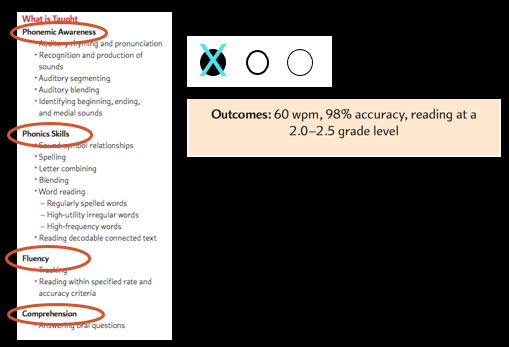 What is Taught
Phonemic Awareness
• Auditory rhyming and pronunciation
• Recognition and production of
sounds
• Auditory segmenting
• Auditory blending
• Identifying beginning, ending,
and medial sounds
Phonics Skills
• Sound-symbol relationships
• Spelling
• Letter combining
• Blending
• Word reading
– Regularly spelled words
– High-utility irregular words
– High-frequency words
• Reading decodable connected text
Fluency
• Tracking
• Reading within specified rate and
accuracy criteria
Comprehension
• Answering oral questions
X
Outcomes: 60 wpm, 98% accuracy, reading at a
2.0–2.5 grade level